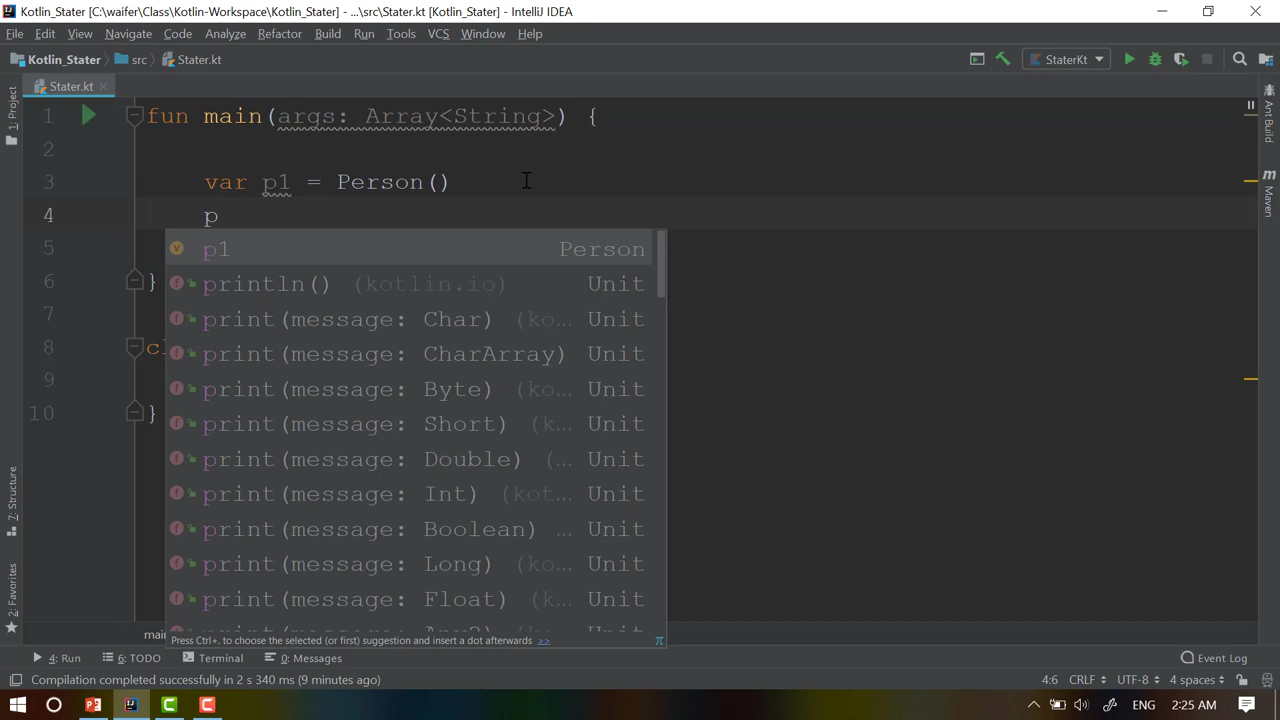 Kotlin_Stater [C:\waifer\Class\Kotlin-Workspace\Kotlin_Stater] - ...\src\Stater.kt [Kotlin_Stater] - IntelliJ IDEA
File Edit View Navigate Code Analyze Refactor Build Run Tools VCS Window Help
Kotlin_Stater src Stater.kt StaterKt
Stater.kt
1: Project
Ant Build
Maven
1 fun main(args: Array<String>) {
2
3 var p1 = Person()
4 p
5
6 }
7
8 cl
9
10 }
p1 Person
println() (kotlin.io) Unit
print(message: Char) (ko... Unit
print(message: CharArray) Unit
print(message: Byte) (ko... Unit
print(message: Short) (k... Unit
print(message: Double) (... Unit
print(message: Int) (kot... Unit
print(message: Boolean) ... Unit
print(message: Long) (ko... Unit
print(message: Float) (k... Unit
Press Ctrl+. to choose the selected (or first) suggestion and insert a dot afterwards >> π
7: Structure
2: Favorites
mai
4: Run 6: TODO Terminal 0: Messages Event Log
Compilation completed successfully in 2 s 340 ms (9 minutes ago) 4:6 CRLF UTF-8 4 spaces
ENG 2:25 AM